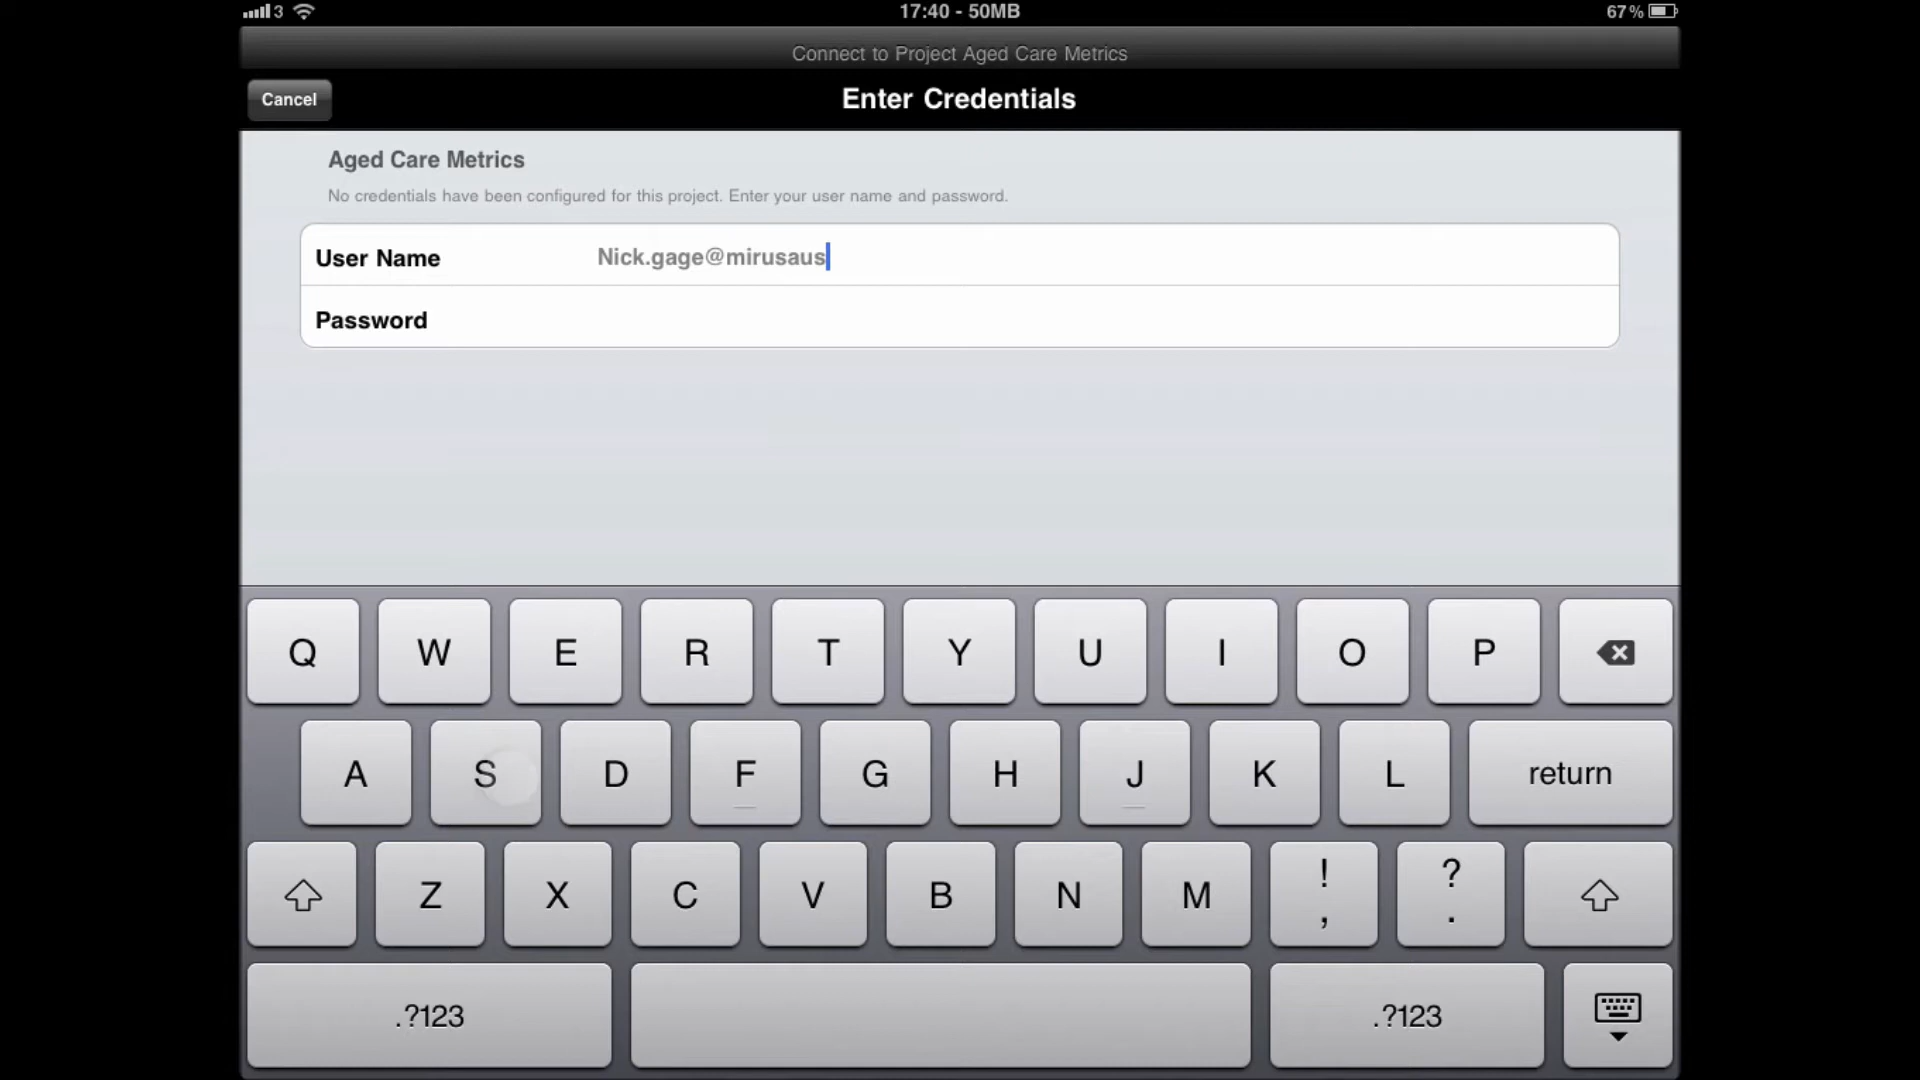 3 17:40 - 50MB 67%
Connect to Project Aged Care Metrics
Cancel Enter Credentials
Aged Care Metrics
No credentials have been configured for this project. Enter your user name and password.
User Name Nick.gage@mirusaus
Password
Q W E R T Y U I O P
A S D F G H J K L return
Z X C V B N M ! , ? .
.?123 .?123